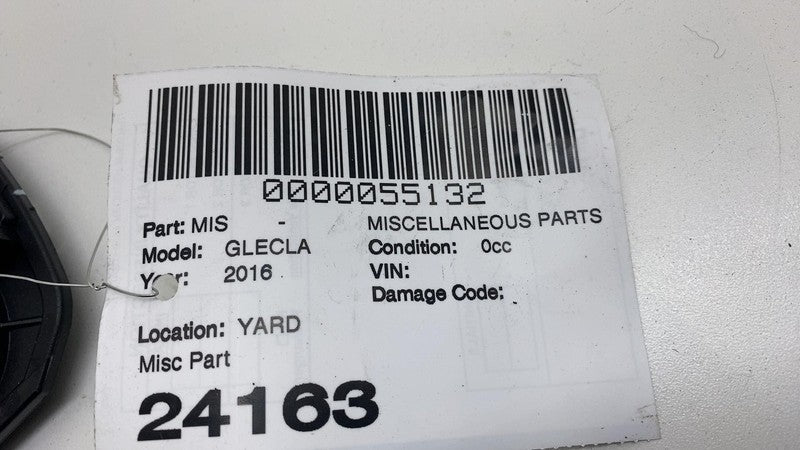 0000055132
Part: MIS - MISCELLANEOUS PARTS
Model: GLECLA Condition: 0cc
Year: 2016 VIN:
Damage Code:
Location: YARD
Misc Part
24163